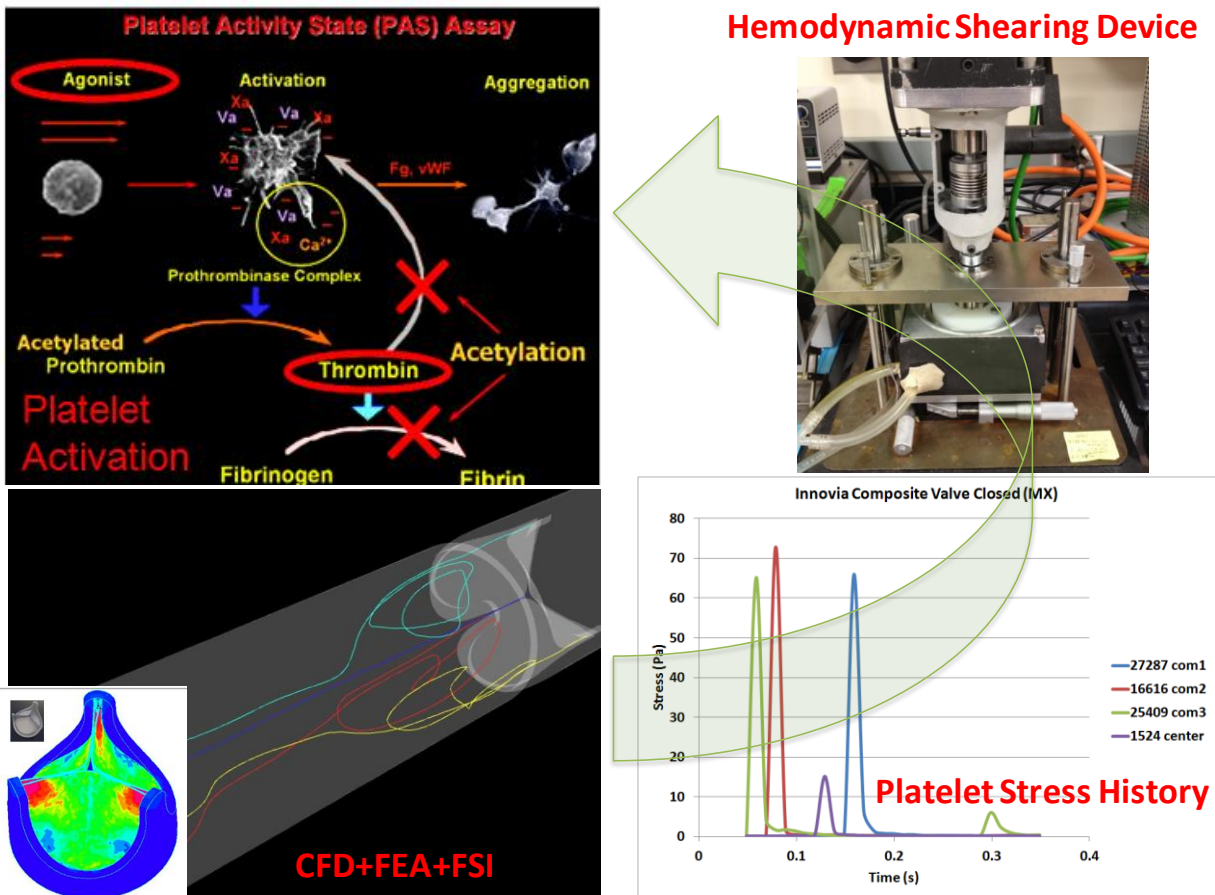 Platelet Activity State (PAS) Assay
Agonist
Activation
Aggregation
Xa
Va
Xa
Va
Xa
Va
Xa
Va
Fg, vWF
Va
Xa
Ca²⁺
Prothrombinase Complex
Acetylated
Prothrombin
Thrombin
Acetylation
Platelet
Activation
Fibrinogen
Fibrin
Hemodynamic Shearing Device
CFD+FEA+FSI
Innovia Composite Valve Closed (MX)
Stress (Pa)
80
70
60
50
40
30
20
10
0
0
0.1
0.2
0.3
0.4
Time (s)
27287 com1
16616 com2
25409 com3
1524 center
Platelet Stress History